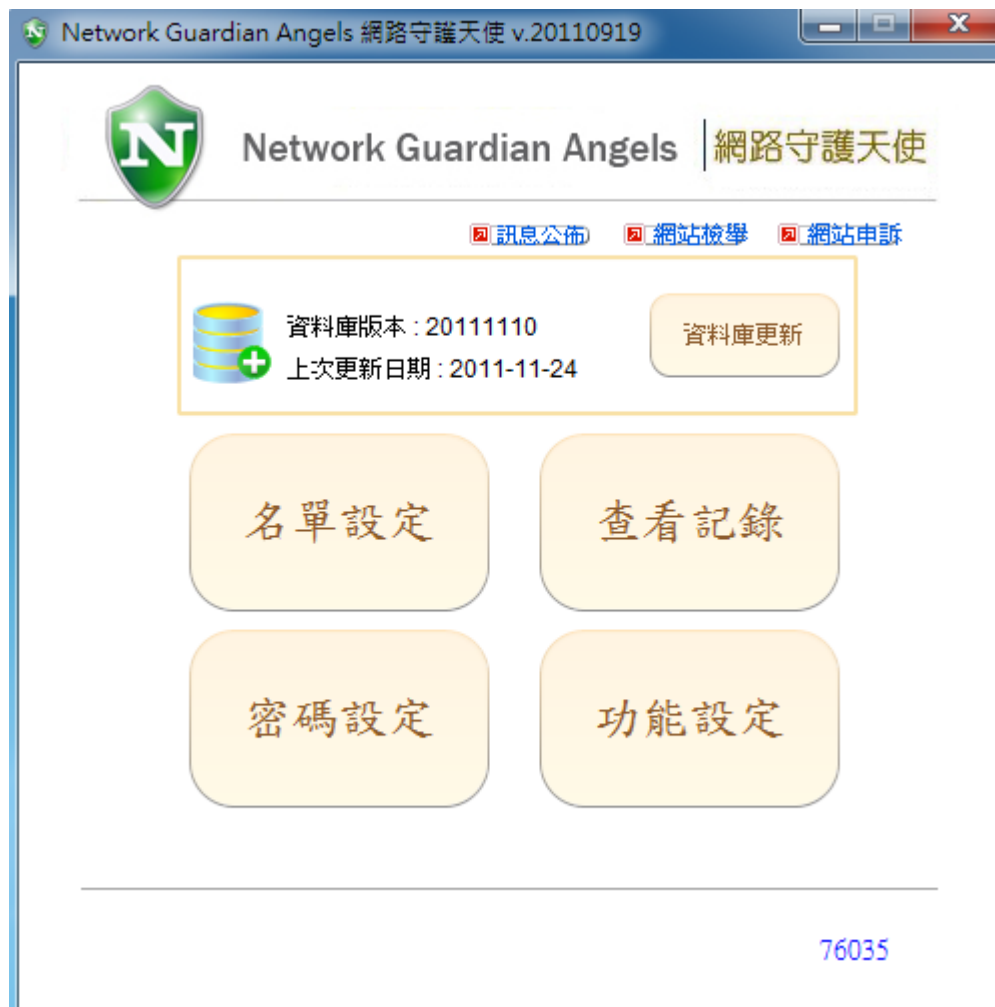 Network Guardian Angels 網路守護天使 v.20110919
N
Network Guardian Angels 網路守護天使
訊息公佈 網站檢舉 網站申訴
資料庫版本 : 20111110
上次更新日期 : 2011-11-24
資料庫更新
名單設定 查看記錄
密碼設定 功能設定
76035